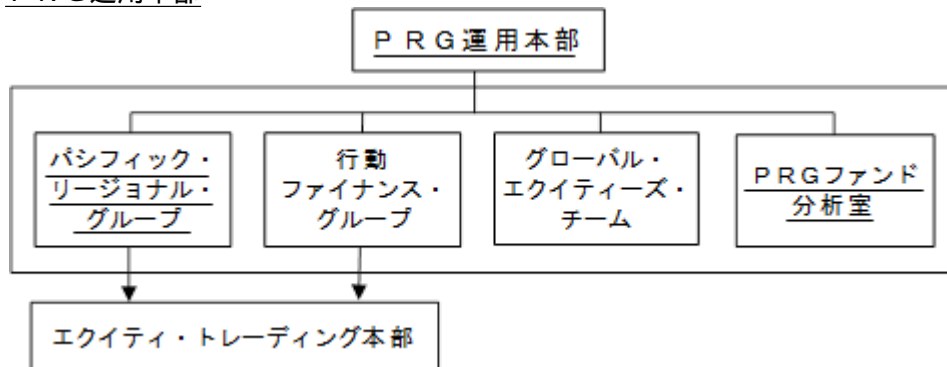 ＰＲＧ運用本部
パシフィック・
リージョナル・
グループ
行動
ファイナンス・
グループ
グローバル・
エクイティーズ・
チーム
ＰＲＧファンド
分析室
エクイティ・トレーディング本部